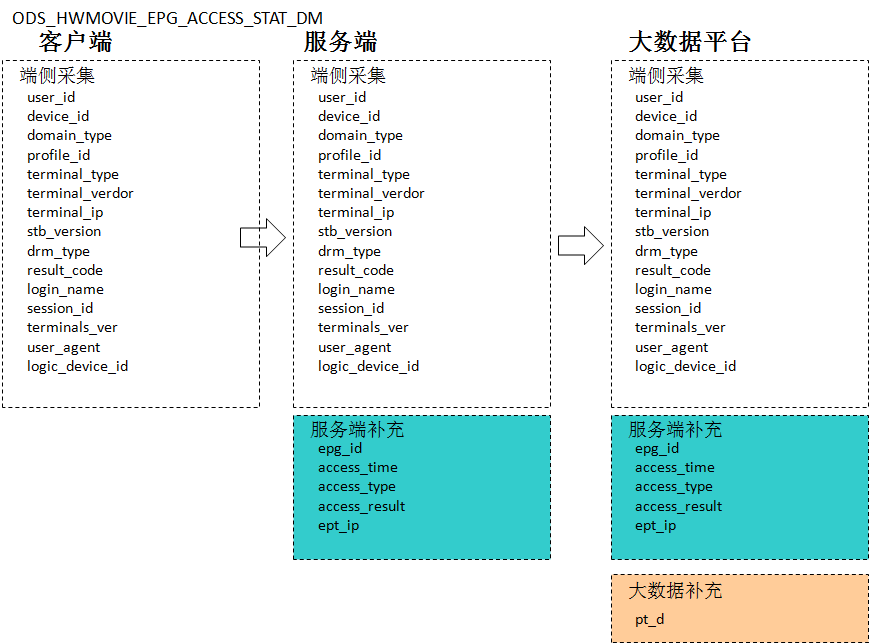 ODS_HWMOVIE_EPG_ACCESS_STAT_DM
客户端
端侧采集
user_id
device_id
domain_type
profile_id
terminal_type
terminal_verdor
terminal_ip
stb_version
drm_type
result_code
login_name
session_id
terminals_ver
user_agent
logic_device_id
服务端
端侧采集
user_id
device_id
domain_type
profile_id
terminal_type
terminal_verdor
terminal_ip
stb_version
drm_type
result_code
login_name
session_id
terminals_ver
user_agent
logic_device_id
服务端补充
epg_id
access_time
access_type
access_result
ept_ip
大数据平台
端侧采集
user_id
device_id
domain_type
profile_id
terminal_type
terminal_verdor
terminal_ip
stb_version
drm_type
result_code
login_name
session_id
terminals_ver
user_agent
logic_device_id
服务端补充
epg_id
access_time
access_type
access_result
ept_ip
大数据补充
pt_d